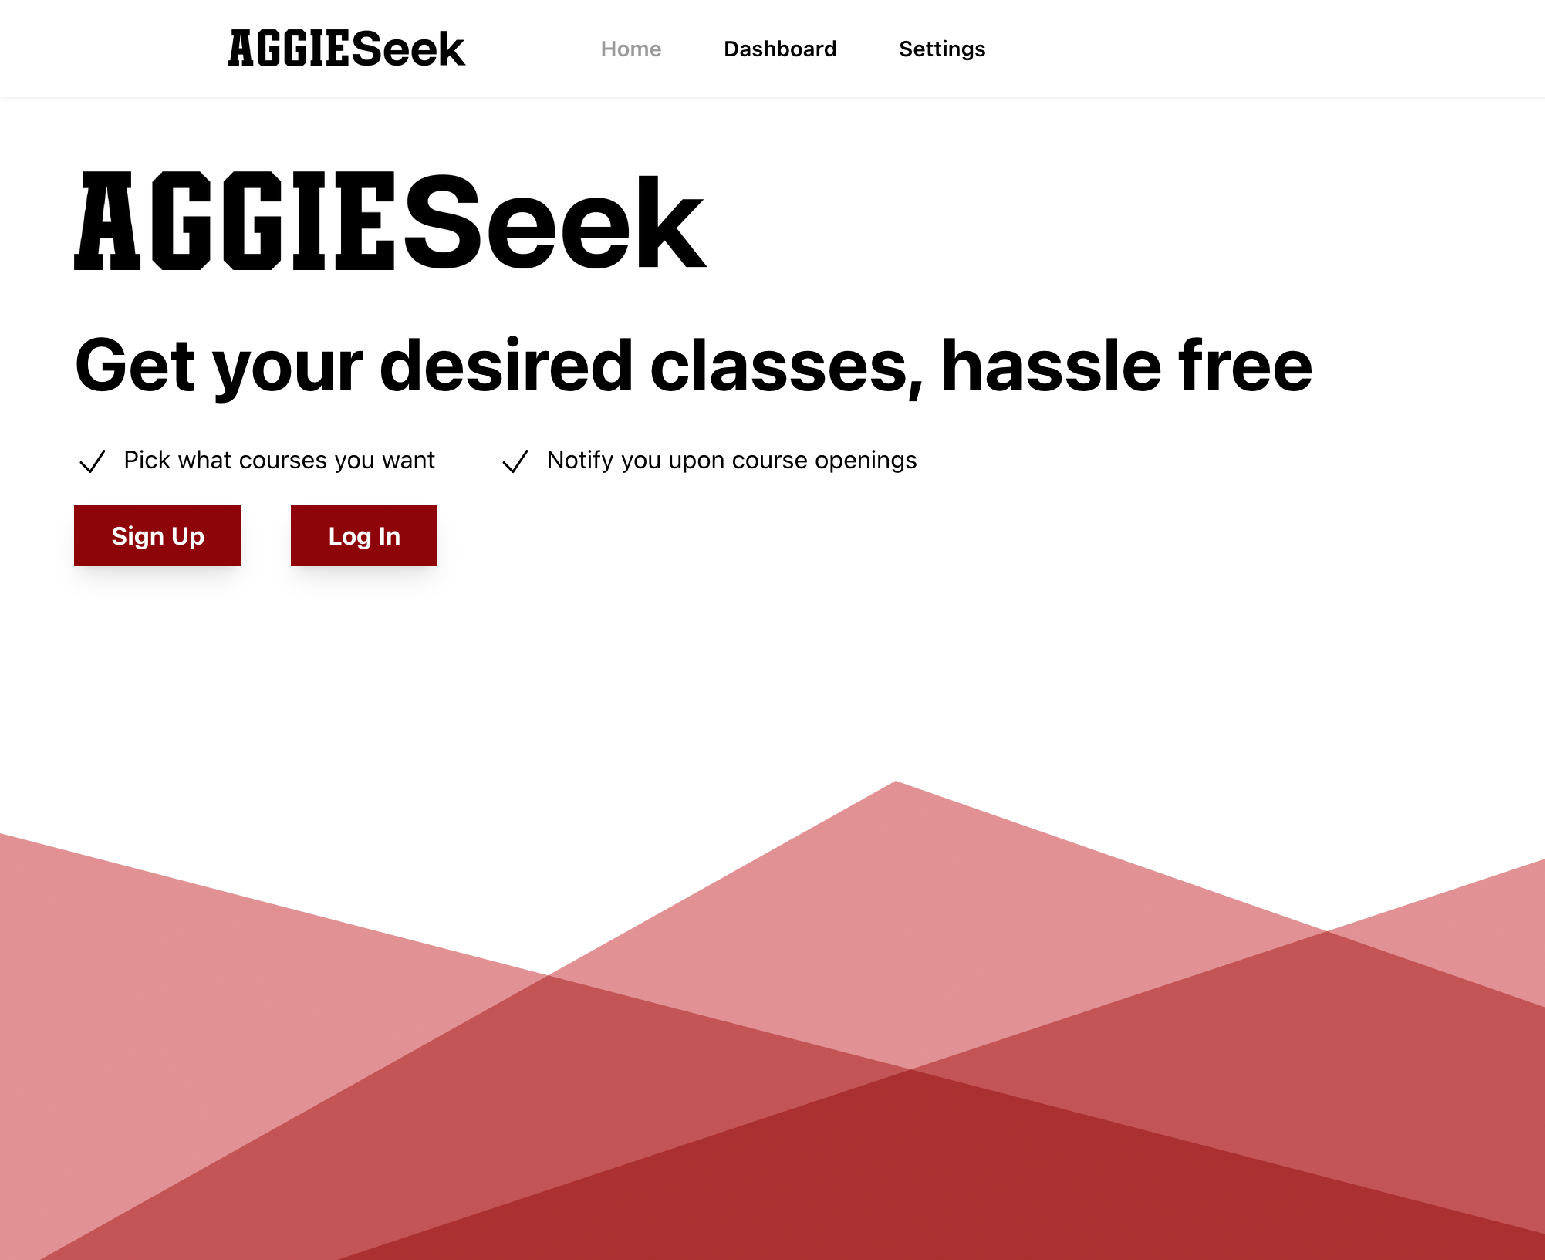 AGGIESeek Home Dashboard Settings
AGGIESeek
Get your desired classes, hassle free
Pick what courses you want Notify you upon course openings
Sign Up Log In